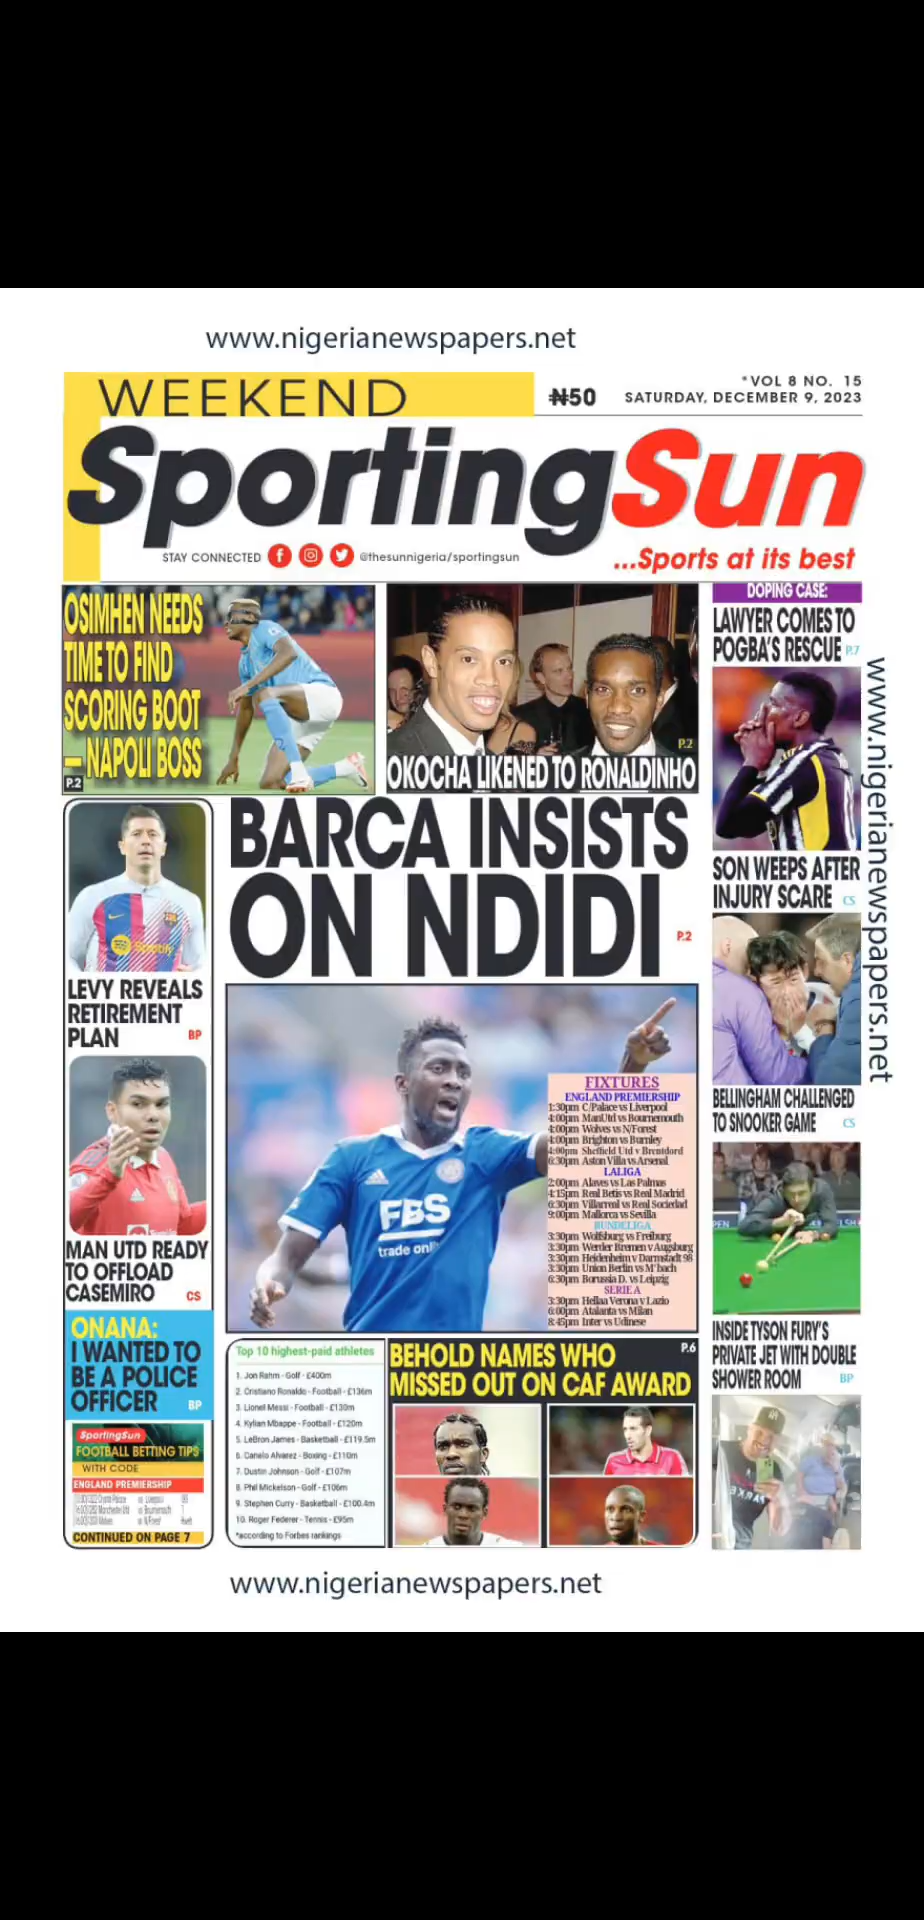 www.nigerianewspapers.net
WEEKEND
₦50
*VOL 8 NO. 15
SATURDAY, DECEMBER 9, 2023
SportingSun
STAY CONNECTED
@thesunnigeria/sportingsun
...Sports at its best
OSIMHEN NEEDS
TIME TO FIND
SCORING BOOT
— NAPOLI BOSS
P.2
P.2
OKOCHA LIKENED TO RONALDINHO
DOPING CASE:
LAWYER COMES TO
POGBA'S RESCUE P.7
BARCA INSISTS
ON NDIDI
P.2
Spotify
LEVY REVEALS
RETIREMENT
PLAN BP
MAN UTD READY
TO OFFLOAD
CASEMIRO CS
ONANA:
I WANTED TO
BE A POLICE
OFFICER BP
SportingSun
FOOTBALL BETTING TIPS
WITH CODE
ENGLAND PREMIERSHIP
CONTINUED ON PAGE 7
FBS
trade onli
FIXTURES
ENGLAND PREMIERSHIP
1:30pm C/Palace vs Liverpool
4:00pm ManUtd vs Bournemouth
4:00pm Wolves vs N/Forest
4:00pm Brighton vs Burnley
4:00pm Sheffield Utd v Brentford
6:30pm Aston Villa vs Arsenal
LALIGA
2:00pm Alaves vs Las Palmas
4:15pm Real Betis vs Real Madrid
6:30pm Villarreal vs Real Sociedad
9:00pm Mallorca vs Sevilla
BUNDELIGA
3:30pm Wolfsburg vs Freiburg
3:30pm Werder Bremen v Augsburg
3:30pm Heidenheim v Darmstadt 98
3:30pm Union Berlin vs M'bach
6:30pm Borussia D. vs Leipzig
SERIE A
3:30pm Hellaa Verona v Lazio
6:00pm Atalanta vs Milan
8:45pm Inter vs Udinese
Top 10 highest-paid athletes
1. Jon Rahm - Golf - £400m
2. Cristiano Ronaldo - Football - £136m
3. Lionel Messi - Football - £130m
4. Kylian Mbappe - Football - £120m
5. LeBron James - Basketball - £119.5m
6. Canelo Alvarez - Boxing - £110m
7. Dustin Johnson - Golf - £107m
8. Phil Mickelson - Golf - £106m
9. Stephen Curry - Basketball - £100.4m
10. Roger Federer - Tennis - £95m
*according to Forbes rankings
BEHOLD NAMES WHO
MISSED OUT ON CAF AWARD
P.6
SON WEEPS AFTER
INJURY SCARE CS
BELLINGHAM CHALLENGED
TO SNOOKER GAME CS
INSIDE TYSON FURY'S
PRIVATE JET WITH DOUBLE
SHOWER ROOM BP
www.nigerianewspapers.net
www.nigerianewspapers.net